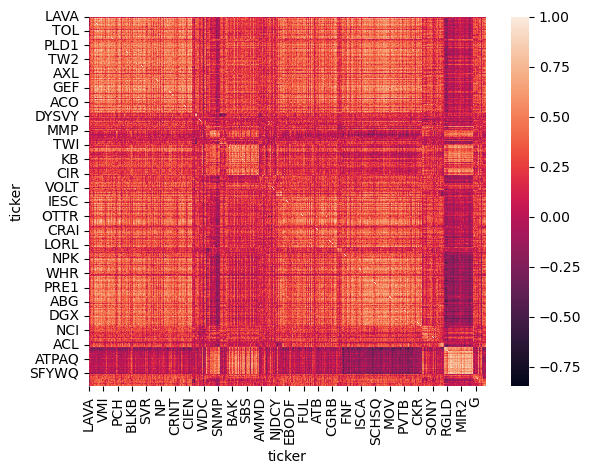 LAVA
TOL
PLD1
TW2
AXL
GEF
ACO
DYSVY
MMP
TWI
KB
CIR
VOLT
IESC
OTTR
CRAI
LORL
NPK
WHR
PRE1
ABG
DGX
NCI
ACL
ATPAQ
SFYWQ
ticker
LAVA
VMI
PCH
BLKB
SVR
NP
CRNT
CIEN
WDC
SNMP
BAK
SBS
AMMD
NJDCY
EBODF
FUL
ATB
CGRB
FNF
ISCA
SCHSQ
MOV
PVTB
CKR
SONY
RGLD
MIR2
G
ticker
1.00
0.75
0.50
0.25
0.00
−0.25
−0.50
−0.75